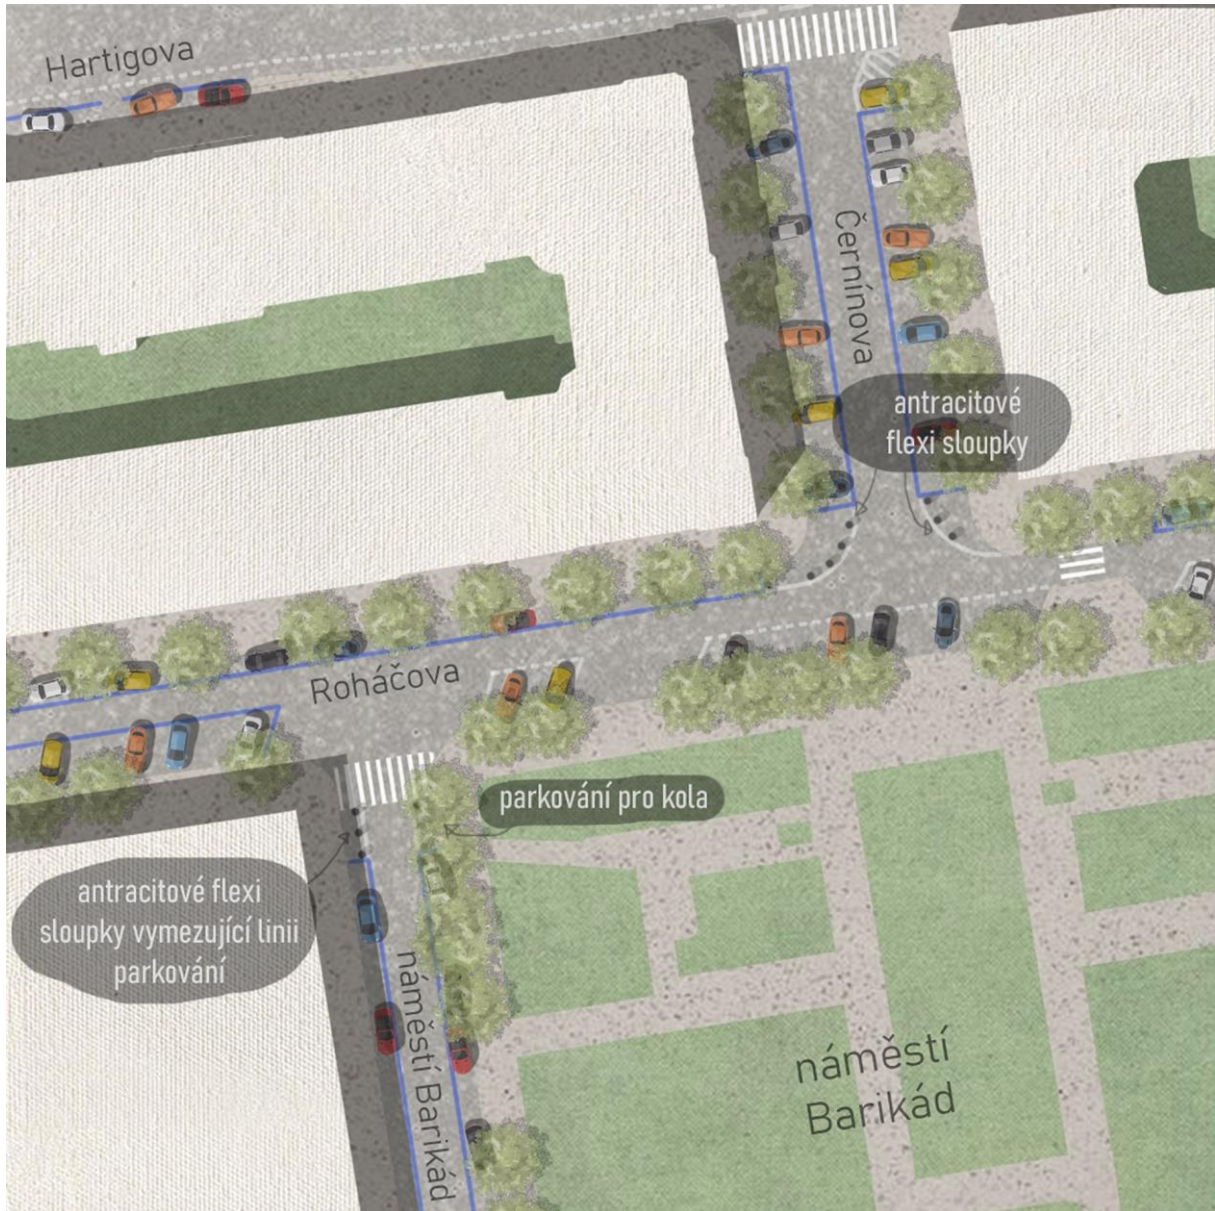 Hartigova
Černínova
antracitové
flexi sloupky
Roháčova
parkování pro kola
antracitové flexi
sloupky vymezující linii
parkování
náměstí Barikád
náměstí
Barikád